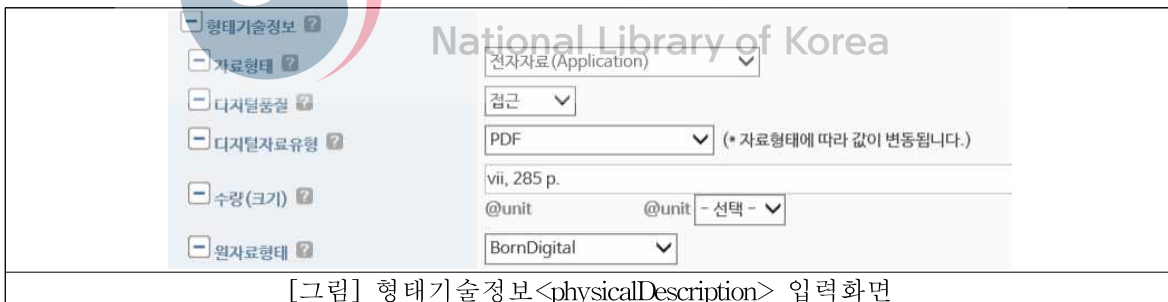 형태기술정보
National Library of Korea
자료형태 전자자료(Application)
디지털품질 접근
디지털자료유형 PDF (* 자료형태에 따라 값이 변동됩니다.)
수량(크기) vii, 285 p.
@unit @unit - 선택 -
원자료형태 BornDigital
[그림] 형태기술정보<physicalDescription> 입력화면